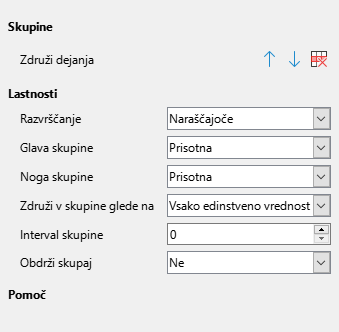 Skupine
Združi dejanja
Lastnosti
Razvrščanje Naraščajoče
Glava skupine Prisotna
Noga skupine Prisotna
Združi v skupine glede na Vsako edinstveno vrednost
Interval skupine 0
Obdrži skupaj Ne
Pomoč